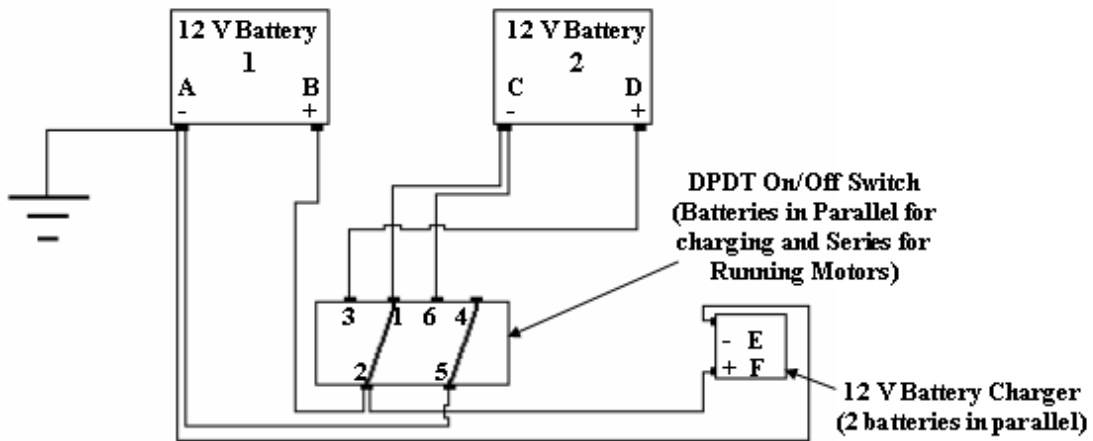 12 V Battery
1
A
B
-
+
12 V Battery
2
C
D
-
+
DPDT On/Off Switch
(Batteries in Parallel for
charging and Series for
Running Motors)
3 1 6 4
2 5
- E
+ F
12 V Battery Charger
(2 batteries in parallel)